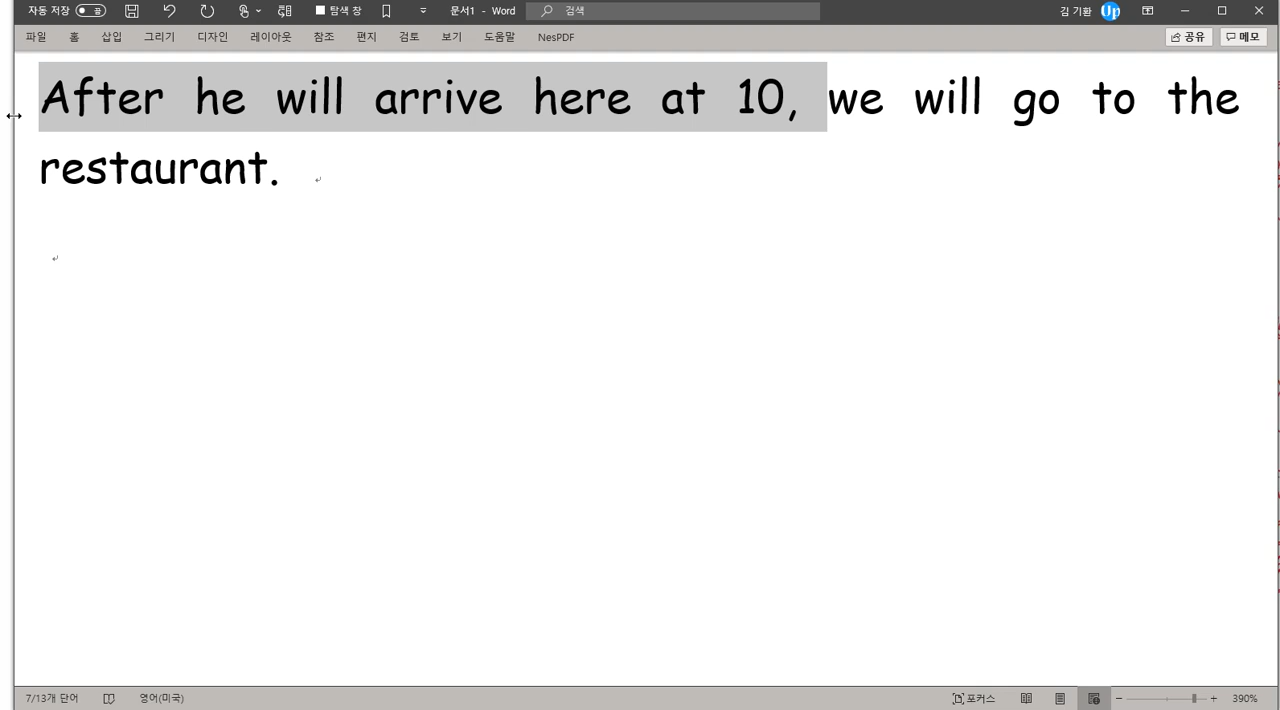 자동 저장 끔 탐색 창 문서1 - Word 검색 김 기환 Up
파일 홈 삽입 그리기 디자인 레이아웃 참조 편지 검토 보기 도움말 NesPDF 공유 메모
After he will arrive here at 10, we will go to the
restaurant.
7/13개 단어 영어(미국) 포커스 390%